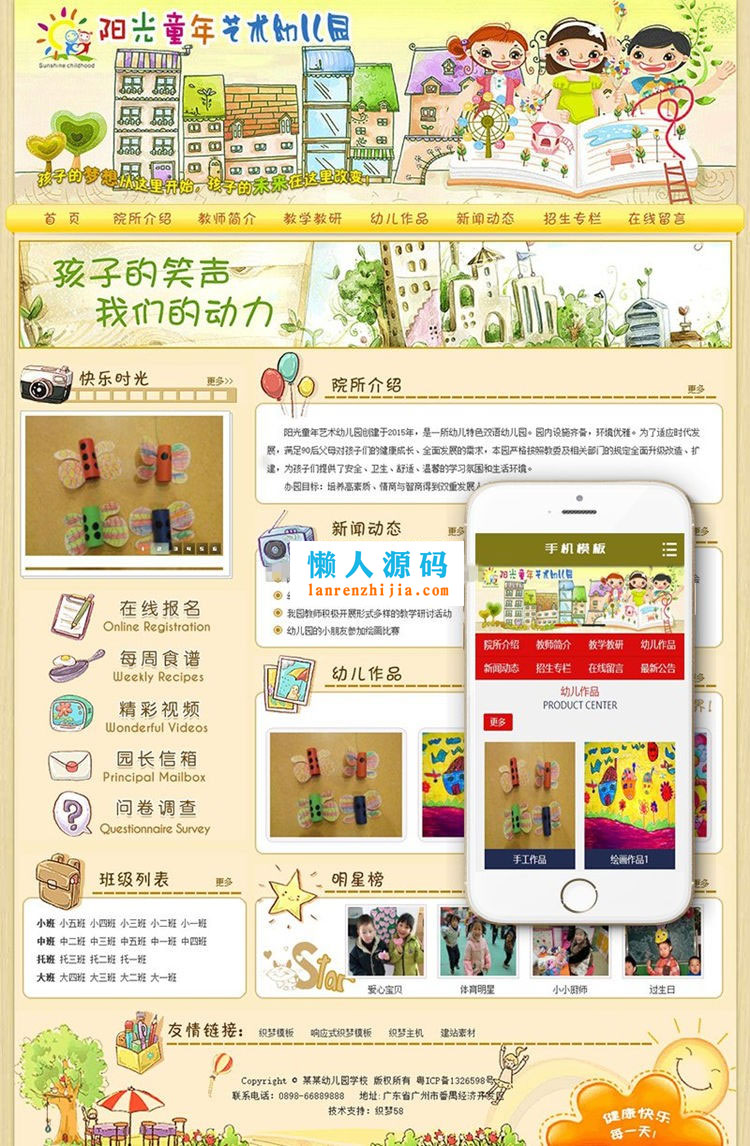 阳光童年艺术幼儿园
Sunshine childhood
孩子的梦想从这里开始，孩子的未来在这里改变！
首 页 院所介绍 教师简介 教学教研 幼儿作品 新闻动态 招生专栏 在线留言
孩子的笑声
我们的动力
快乐时光 更多>>
1 2 3 4 5 6
院所介绍 更多
阳光童年艺术幼儿园创建于2015年，是一所幼儿特色双语幼儿园。园内设施齐备，环境优雅。为了适应时代发
展，满足90后父母对孩子们的健康成长、全面发展的需求，本园严格按照教委及相关部门的规定全面升级改造、扩
建，为孩子们提供了安全、卫生、舒适、温馨的学习氛围和生活环境。
办园目标：培养高素质、情商与智商得到双重发展
新闻动态 更多
我园教师积极开展形式多样的教学研讨活动
幼儿园的小朋友参加绘画比赛
懒人源码
lanrenzhijia.com
在线报名
Online Registration
每周食谱
Weekly Recipes
精彩视频
Wonderful Videos
园长信箱
Principal Mailbox
问卷调查
Questionnaire Survey
幼儿作品
界!
手机模板
阳光童年艺术幼儿园
院所介绍 教师简介 教学教研 幼儿作品
新闻动态 招生专栏 在线留言 最新公告
幼儿作品
PRODUCT CENTER
更多
手工作品 绘画作品1
班级列表 更多
小班 小五班 小四班 小三班 小二班 小一班
中班 中二班 中三班 中五班 中一班 中四班
托班 托三班 托二班 托一班
大班 大四班 大三班 大二班 大一班
明星榜
Star
爱心宝贝 体育明星 小小厨师 过生日
友情链接： 织梦模板 响应式织梦模板 织梦主机 建站素材
Copyright © 某某幼儿园学校 版权所有 粤ICP备1326598号
联系电话：0898-66889888 地址：广东省广州市番禺经济开发区
技术支持：织梦58
健康快乐
每一天！